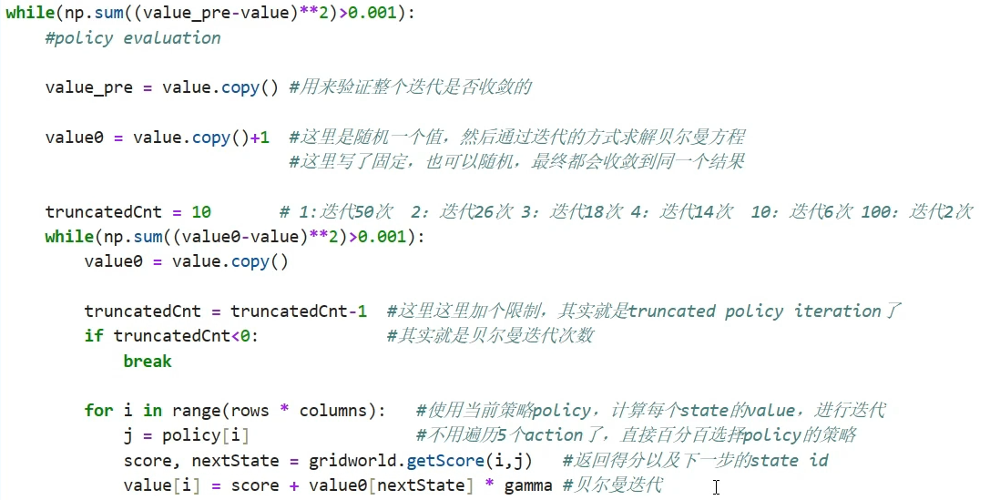 while(np.sum((value_pre-value)**2)>0.001):
#policy evaluation
value_pre = value.copy() #用来验证整个迭代是否收敛的
value0 = value.copy()+1 #这里是随机一个值，然后通过迭代的方式求解贝尔曼方程
#这里写了固定，也可以随机，最终都会收敛到同一个结果
truncatedCnt = 10 # 1:迭代50次 2: 迭代26次 3: 迭代18次 4: 迭代14次 10: 迭代6次 100: 迭代2次
while(np.sum((value0-value)**2)>0.001):
value0 = value.copy()
truncatedCnt = truncatedCnt-1 #这里这里加个限制，其实就是truncated policy iteration了
if truncatedCnt<0: #其实就是贝尔曼迭代次数
break
for i in range(rows * columns): #使用当前策略policy，计算每个state的value，进行迭代
j = policy[i] #不用遍历5个action了，直接百分百选择policy的策略
score, nextState = gridworld.getScore(i,j) #返回得分以及下一步的state id
value[i] = score + value0[nextState] * gamma #贝尔曼迭代